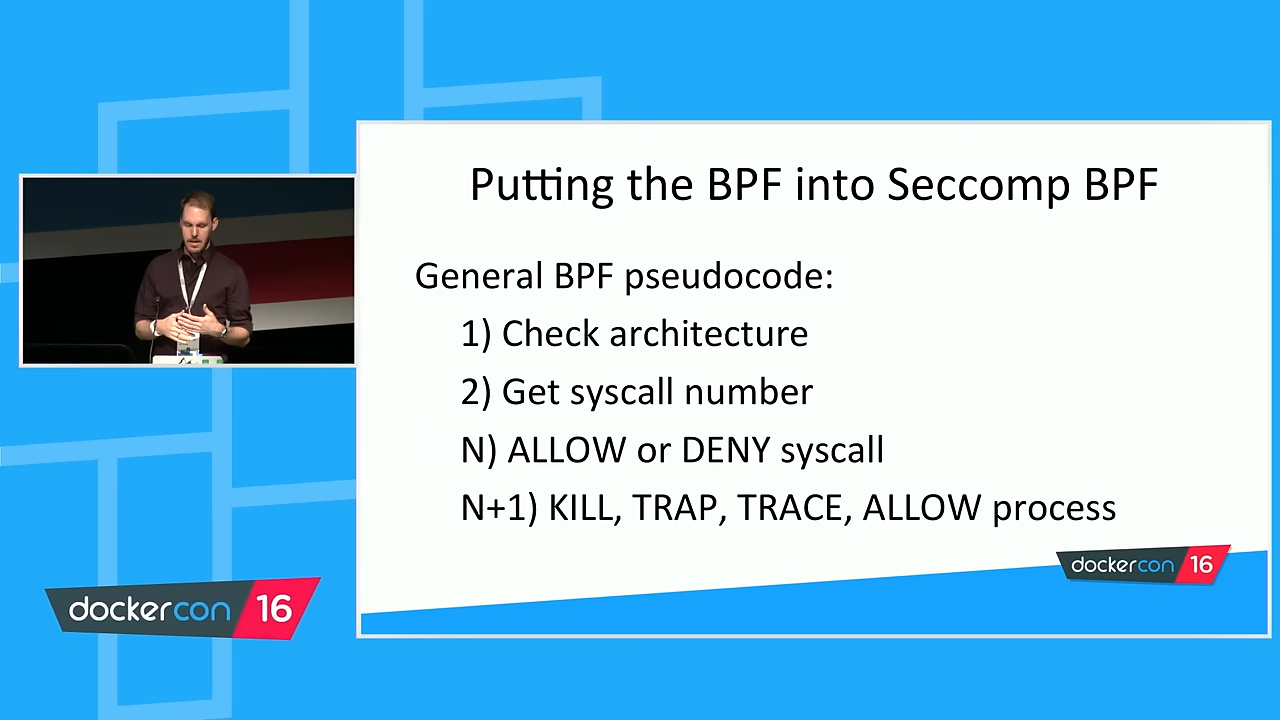 Putting the BPF into Seccomp BPF
General BPF pseudocode:
1) Check architecture
2) Get syscall number
N) ALLOW or DENY syscall
N+1) KILL, TRAP, TRACE, ALLOW process
dockercon 16
dockercon 16